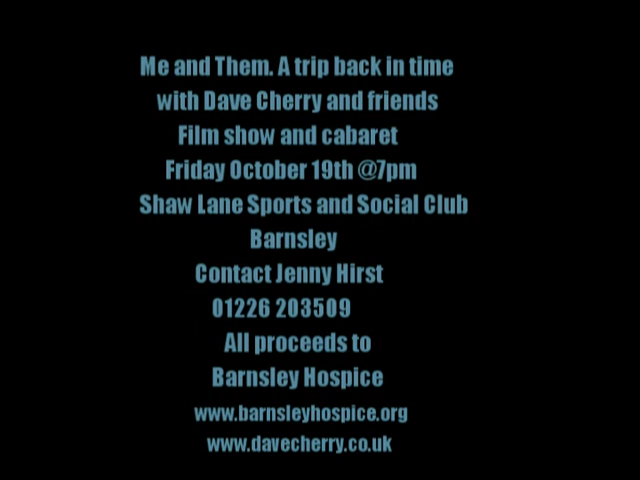 Me and Them. A trip back in time
with Dave Cherry and friends
Film show and cabaret
Friday October 19th @7pm
Shaw Lane Sports and Social Club
Barnsley
Contact Jenny Hirst
01226 203509
All proceeds to
Barnsley Hospice
www.barnsleyhospice.org
www.davecherry.co.uk